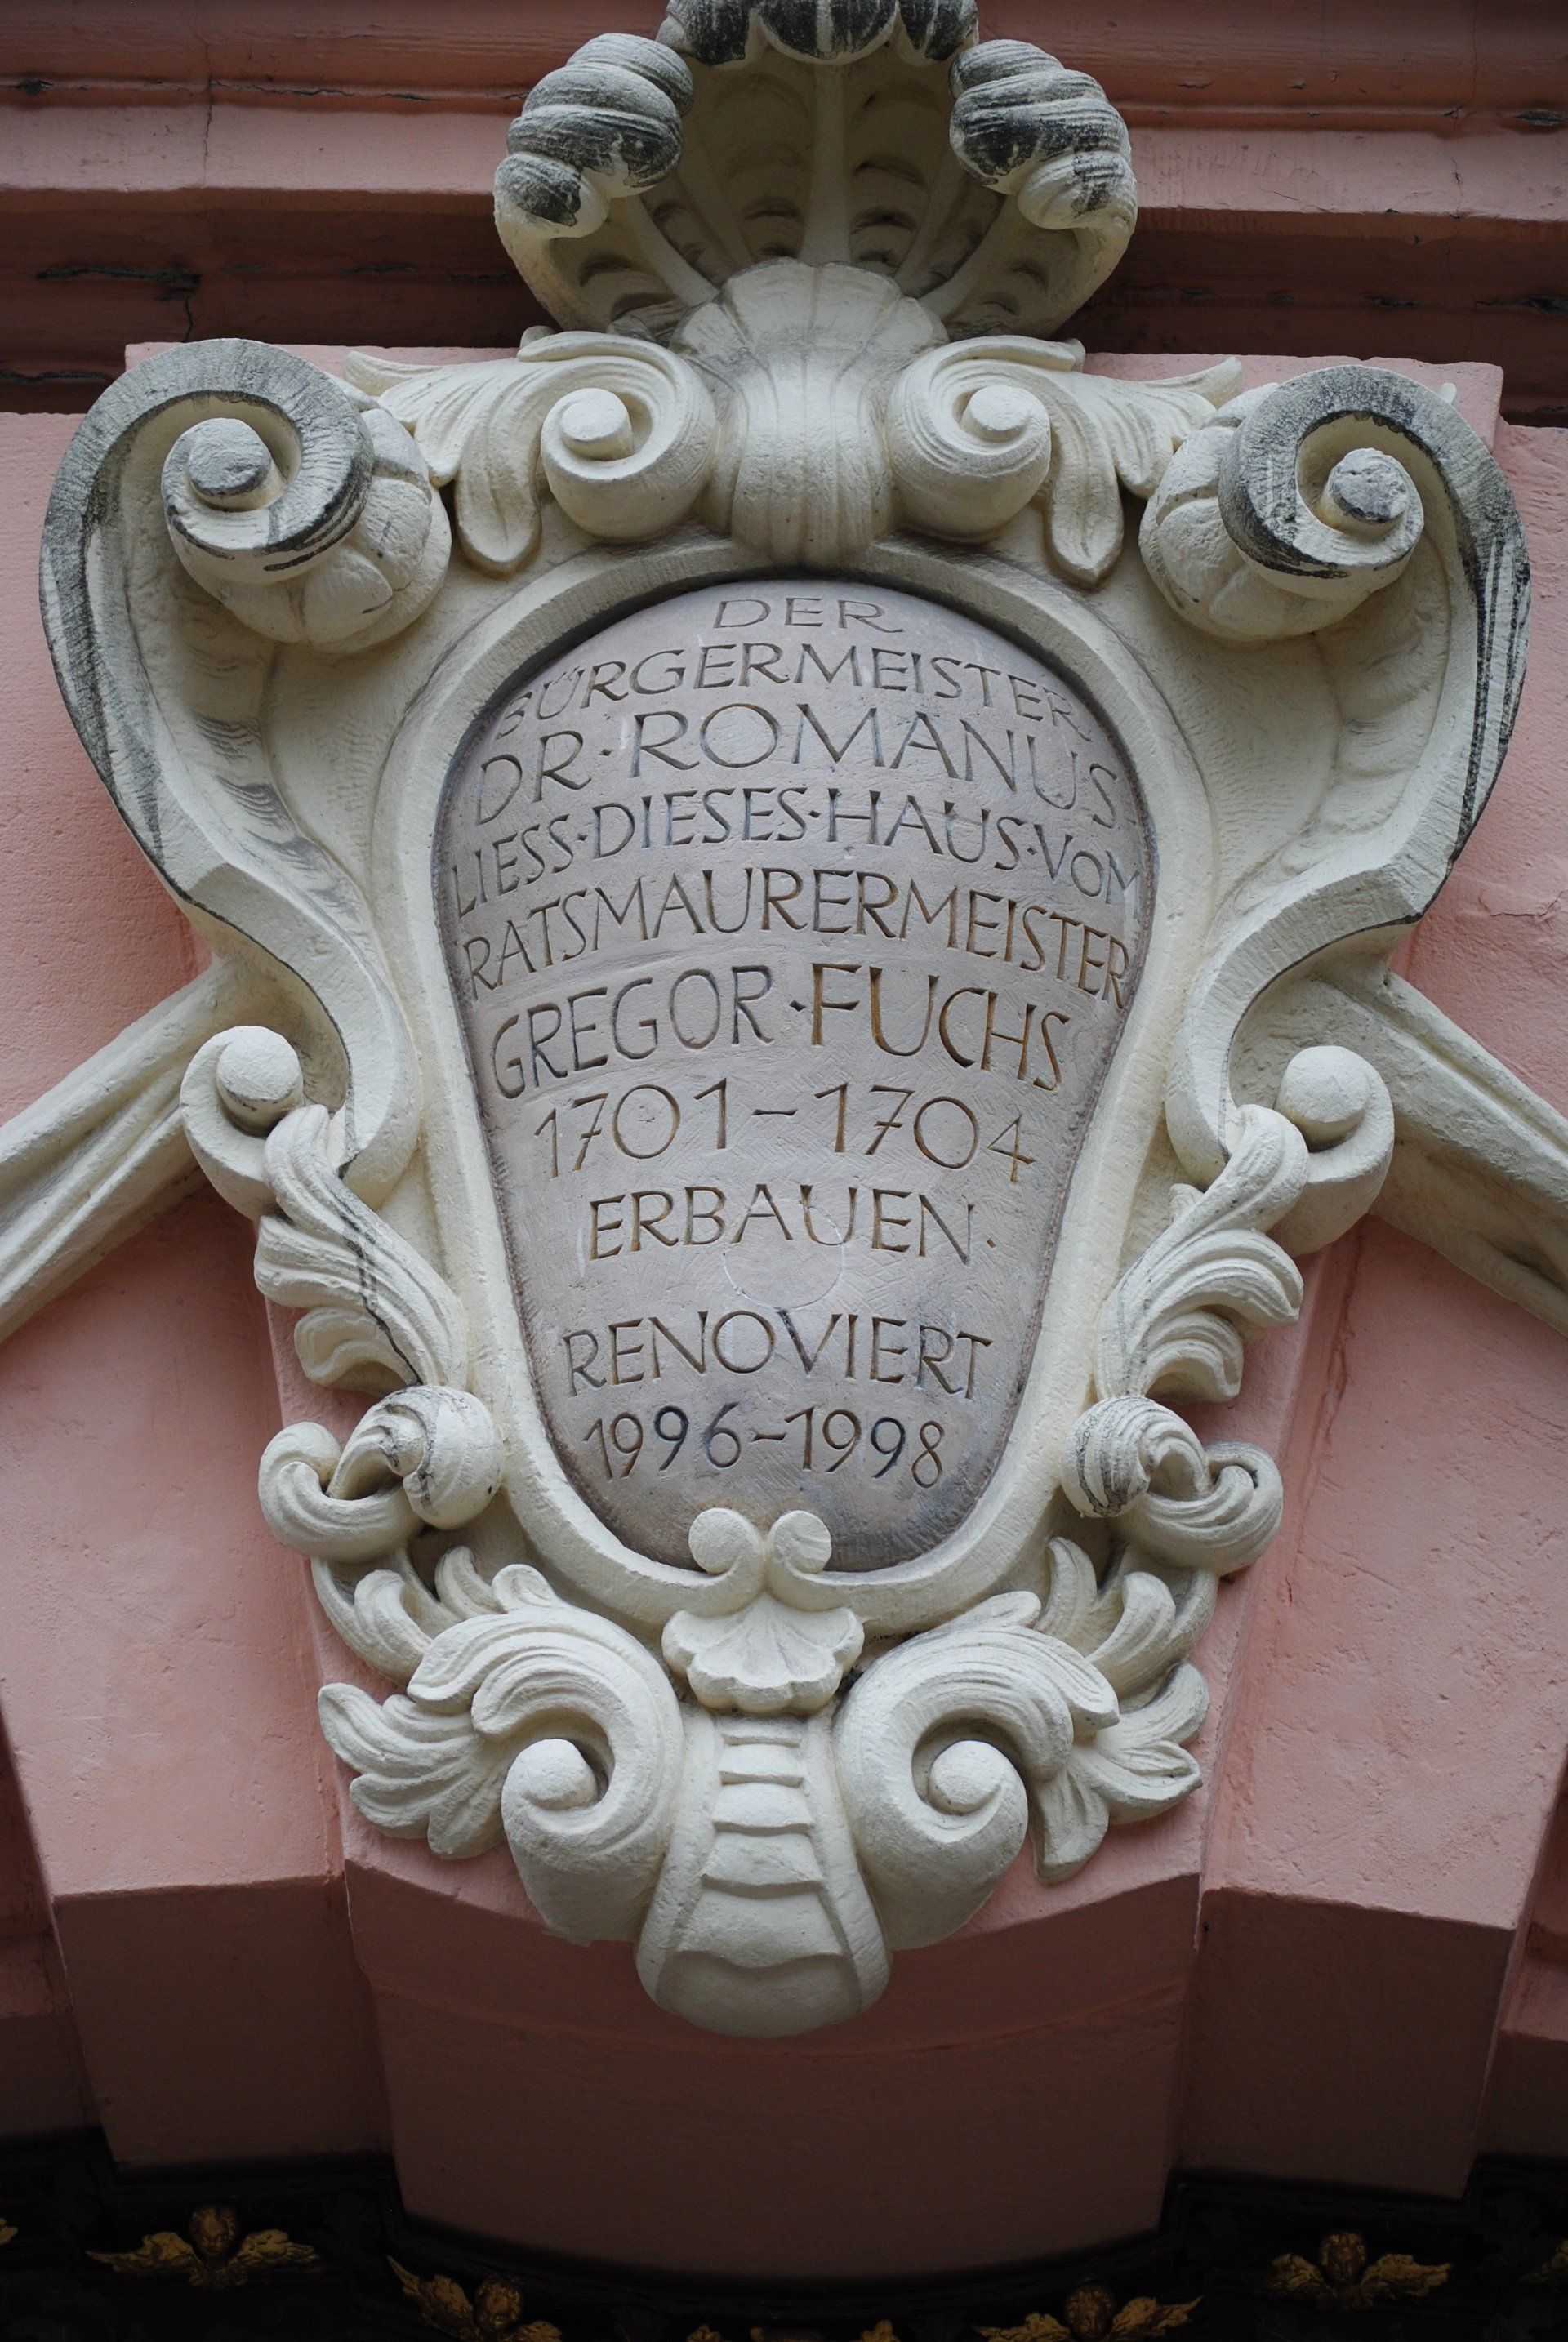 DER
BÜRGERMEISTER
DR·ROMANUS·
LIESS·DIESES·HAUS·VOM
RATSMAURERMEISTER
GREGOR·FUCHS
1701–1704
ERBAUEN·
RENOVIERT
1996–1998